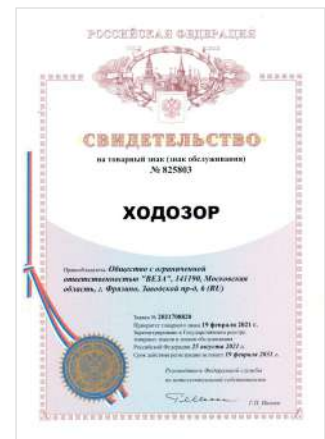 РОССИЙСКАЯ ФЕДЕРАЦИЯ
СВИДЕТЕЛЬСТВО
на товарный знак (знак обслуживания)
№ 825803
ХОДОЗОР
Правообладатель: Общество с ограниченной
ответственностью "ВЕЗА", 141190, Московская
область, г. Фрязино, Заводской пр-д, 6 (RU)
Заявка № 2021708020
Приоритет товарного знака 19 февраля 2021 г.
Зарегистрировано в Государственном реестре
товарных знаков и знаков обслуживания
Российской Федерации 25 августа 2021 г.
Срок действия регистрации истекает 19 февраля 2031 г.
Руководитель Федеральной службы
по интеллектуальной собственности
Г.П. Ивлиев